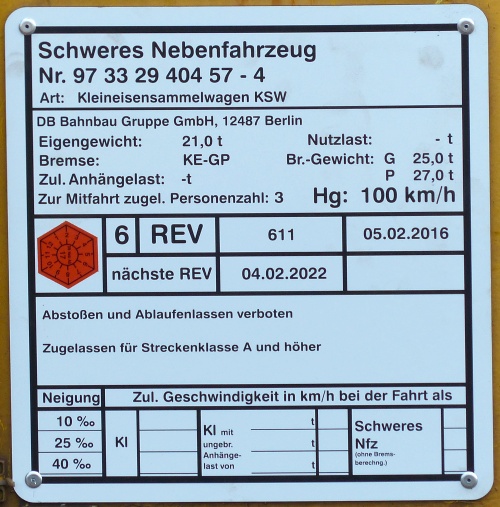 Schweres Nebenfahrzeug
Nr. 97 33 29 404 57 - 4
Art: Kleineisensammelwagen KSW
DB Bahnbau Gruppe GmbH, 12487 Berlin
Eigengewicht: 21,0 t Nutzlast: - t
Bremse: KE-GP Br.-Gewicht: G 25,0 t
Zul. Anhängelast: -t P 27,0 t
Zur Mitfahrt zugel. Personenzahl: 3 Hg: 100 km/h
6 REV 611 05.02.2016
nächste REV 04.02.2022
Abstoßen und Ablaufenlassen verboten
Zugelassen für Streckenklasse A und höher
Neigung Zul. Geschwindigkeit in km/h bei der Fahrt als
10 ‰
25 ‰
40 ‰
Kl
Kl mit t
ungebr. t
Anhänge-
last von t
Schweres
Nfz
(ohne Brems-
berechng.)